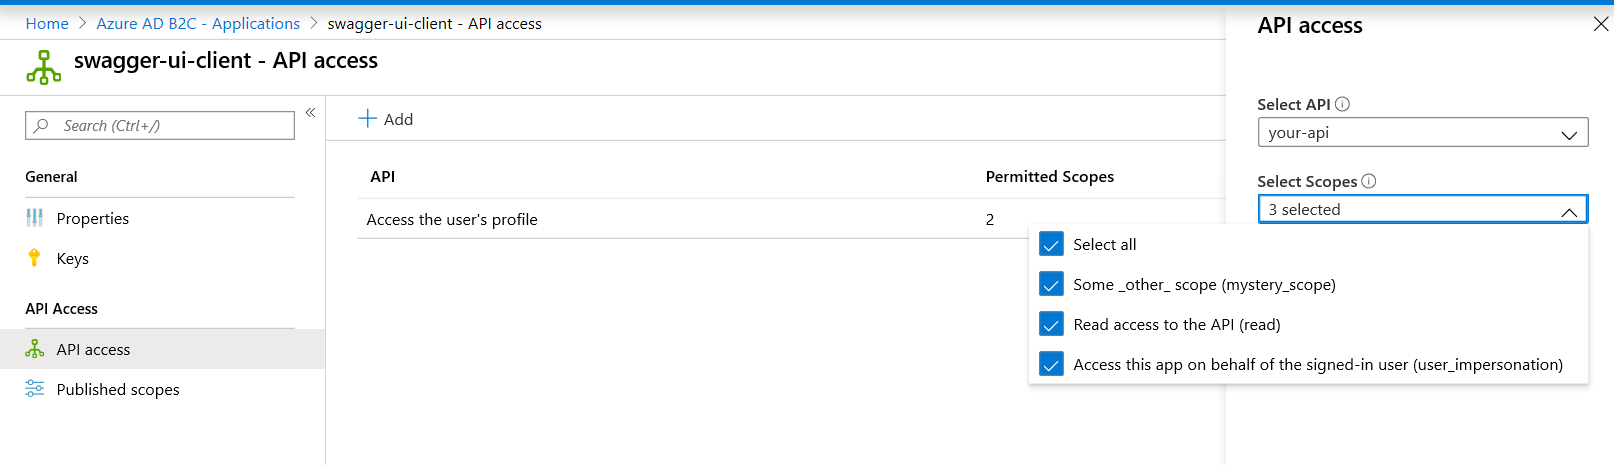 Home > Azure AD B2C - Applications > swagger-ui-client - API access
swagger-ui-client - API access
Search (Ctrl+/)
«
General
Properties
Keys
API Access
API access
Published scopes
+ Add
API Permitted Scopes
Access the user's profile 2
API access
Select API
your-api
Select Scopes
3 selected
Select all
Some _other_ scope (mystery_scope)
Read access to the API (read)
Access this app on behalf of the signed-in user (user_impersonation)